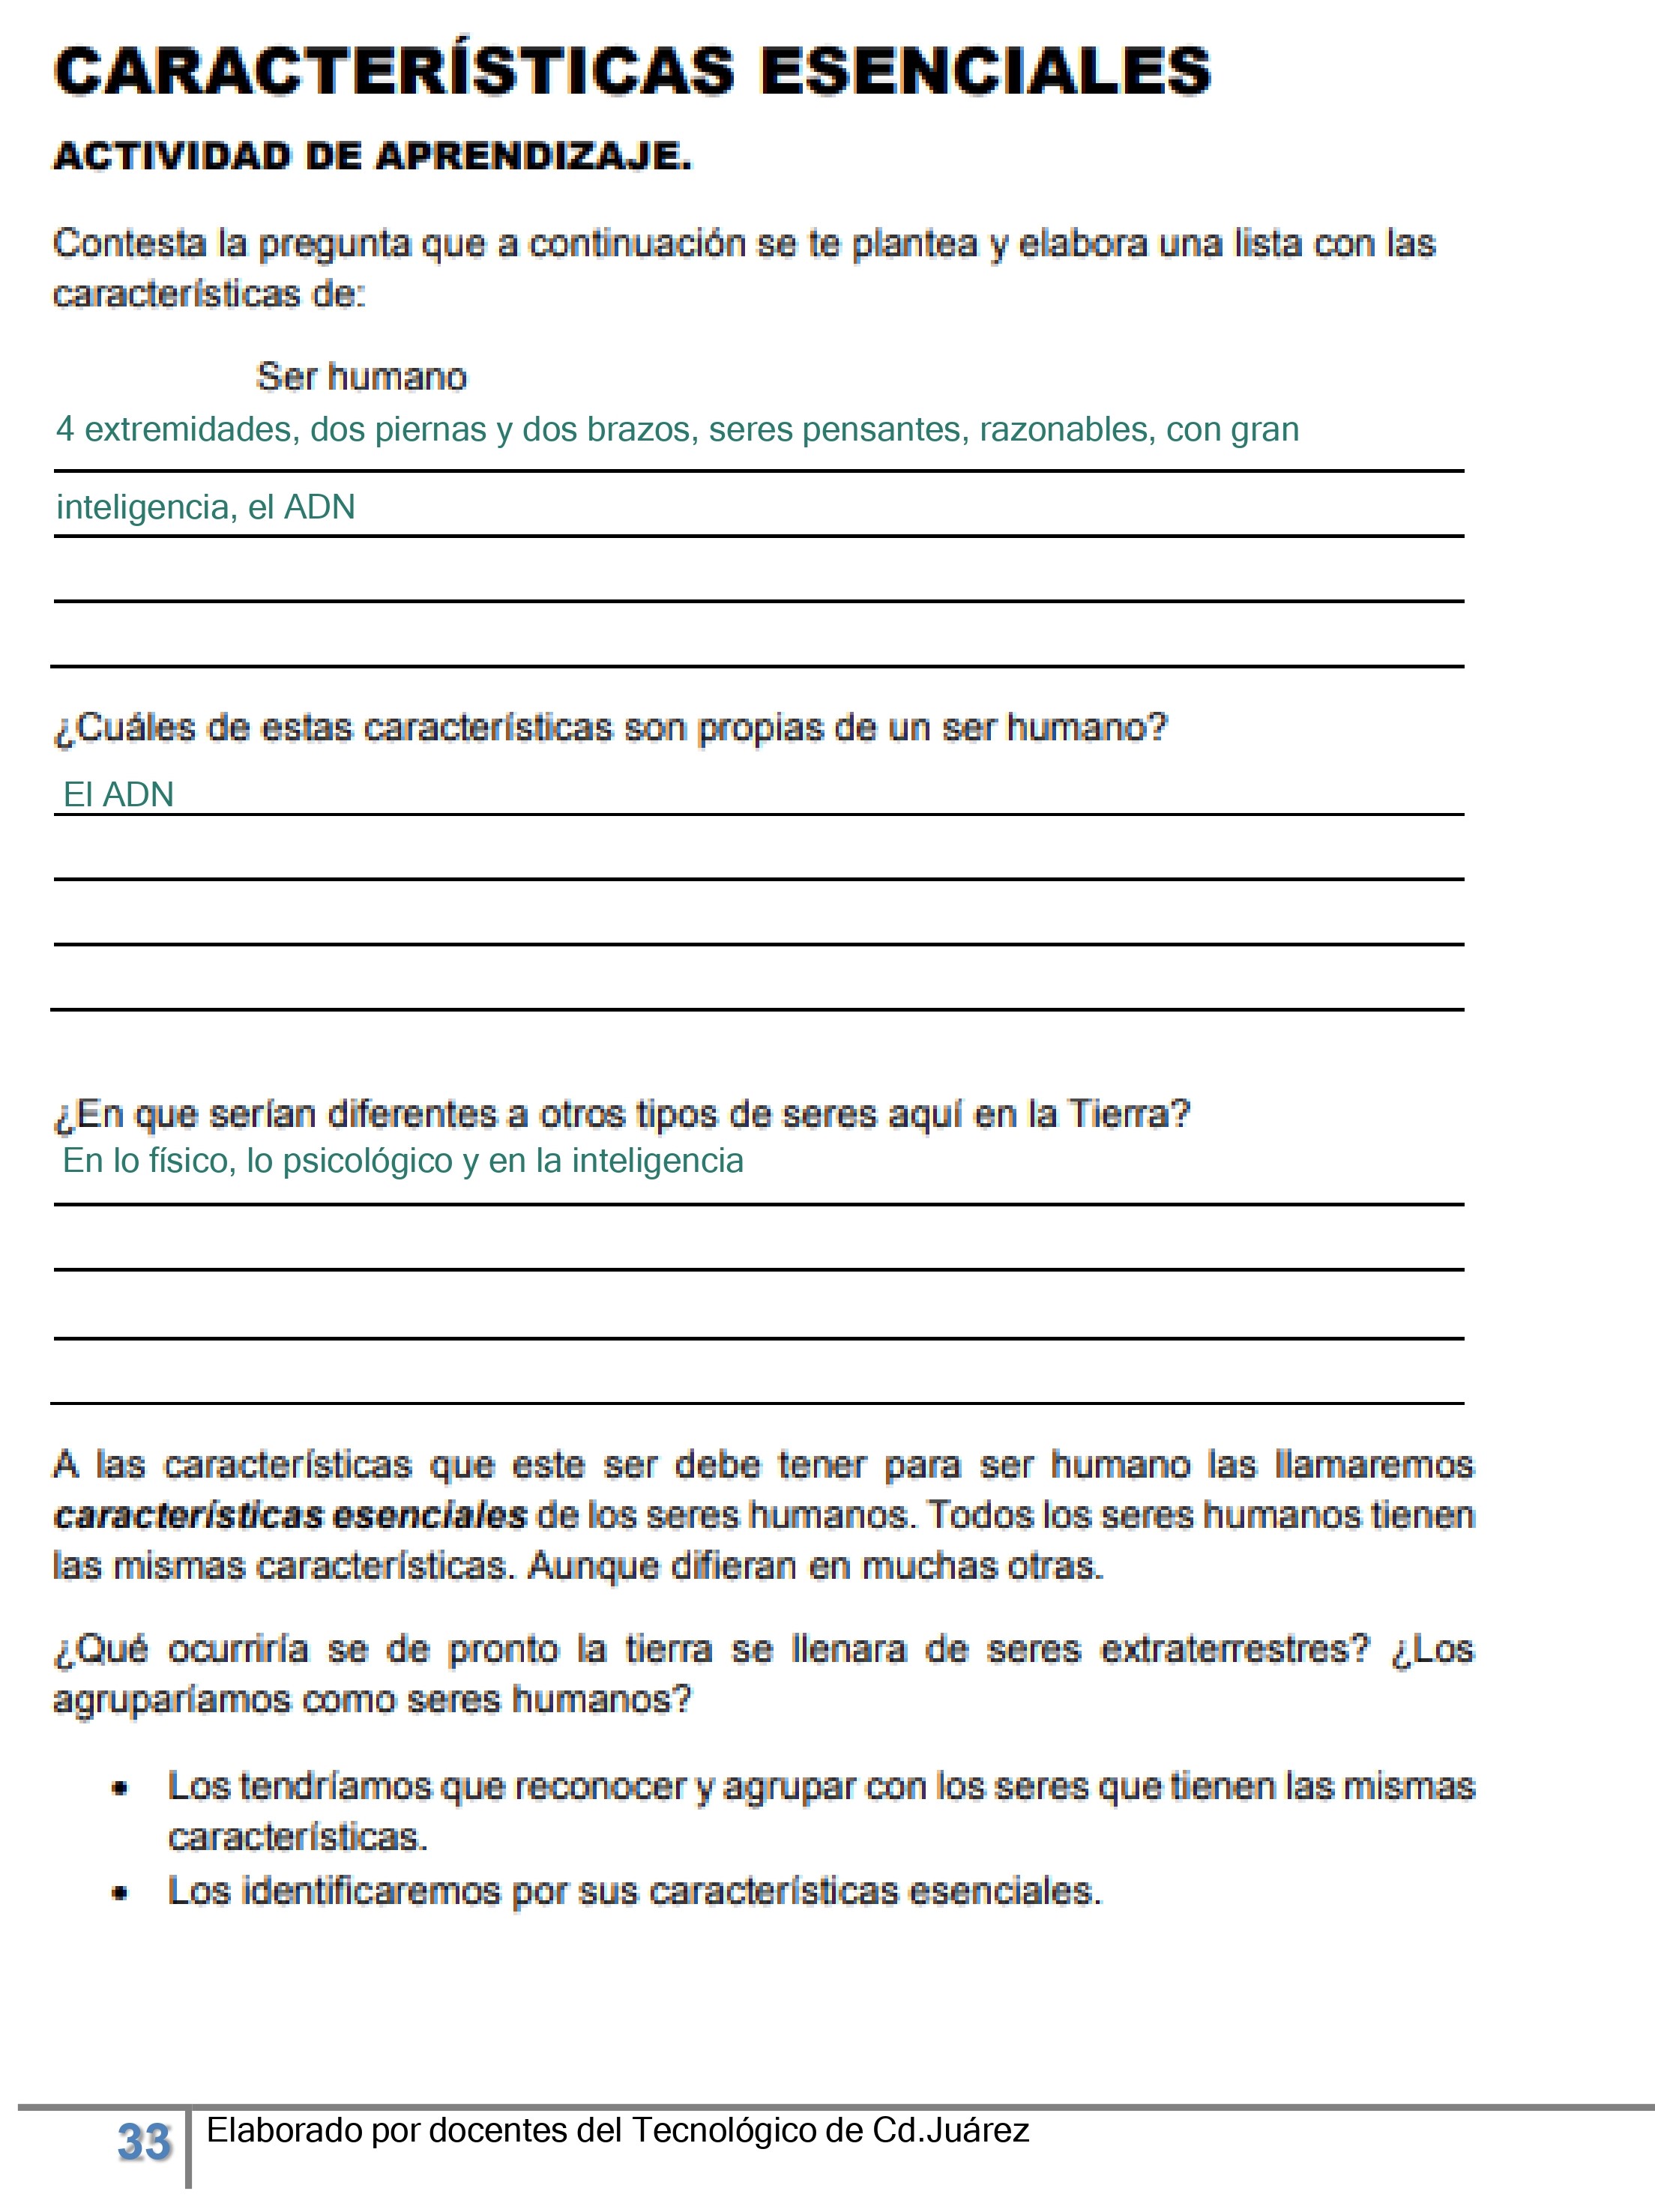 CARACTERÍSTICAS ESENCIALES
ACTIVIDAD DE APRENDIZAJE.
Contesta la pregunta que a continuación se te plantea y elabora una lista con las
características de:
Ser humano
4 extremidades, dos piernas y dos brazos, seres pensantes, razonables, con gran
inteligencia, el ADN
¿Cuáles de estas características son propias de un ser humano?
El ADN
¿En que serían diferentes a otros tipos de seres aquí en la Tierra?
En lo físico, lo psicológico y en la inteligencia
A las características que este ser debe tener para ser humano las llamaremos
características esenciales de los seres humanos. Todos los seres humanos tienen
las mismas características. Aunque difieran en muchas otras.
¿Qué ocurriría se de pronto la tierra se llenara de seres extraterrestres? ¿Los
agruparíamos como seres humanos?
• Los tendríamos que reconocer y agrupar con los seres que tienen las mismas
características.
• Los identificaremos por sus características esenciales.
33 Elaborado por docentes del Tecnológico de Cd.Juárez